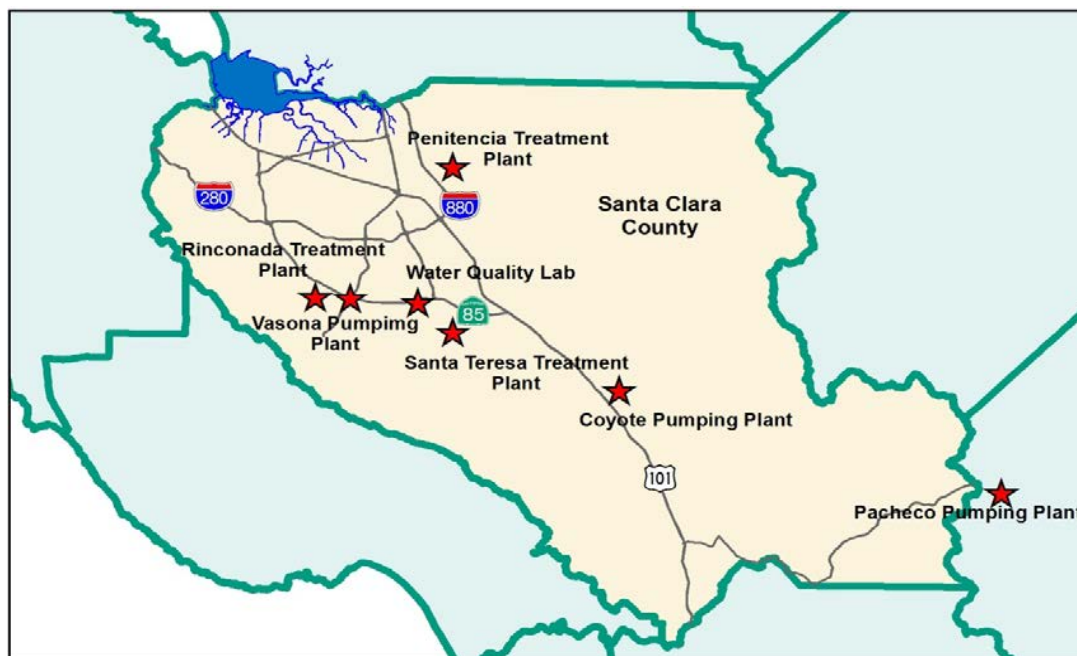 Penitencia Treatment
Plant
280
880
Santa Clara
County
Rinconada Treatment
Plant
Water Quality Lab
85
Vasona Pumpimg
Plant
Santa Teresa Treatment
Plant
Coyote Pumping Plant
101
Pacheco Pumping Plant